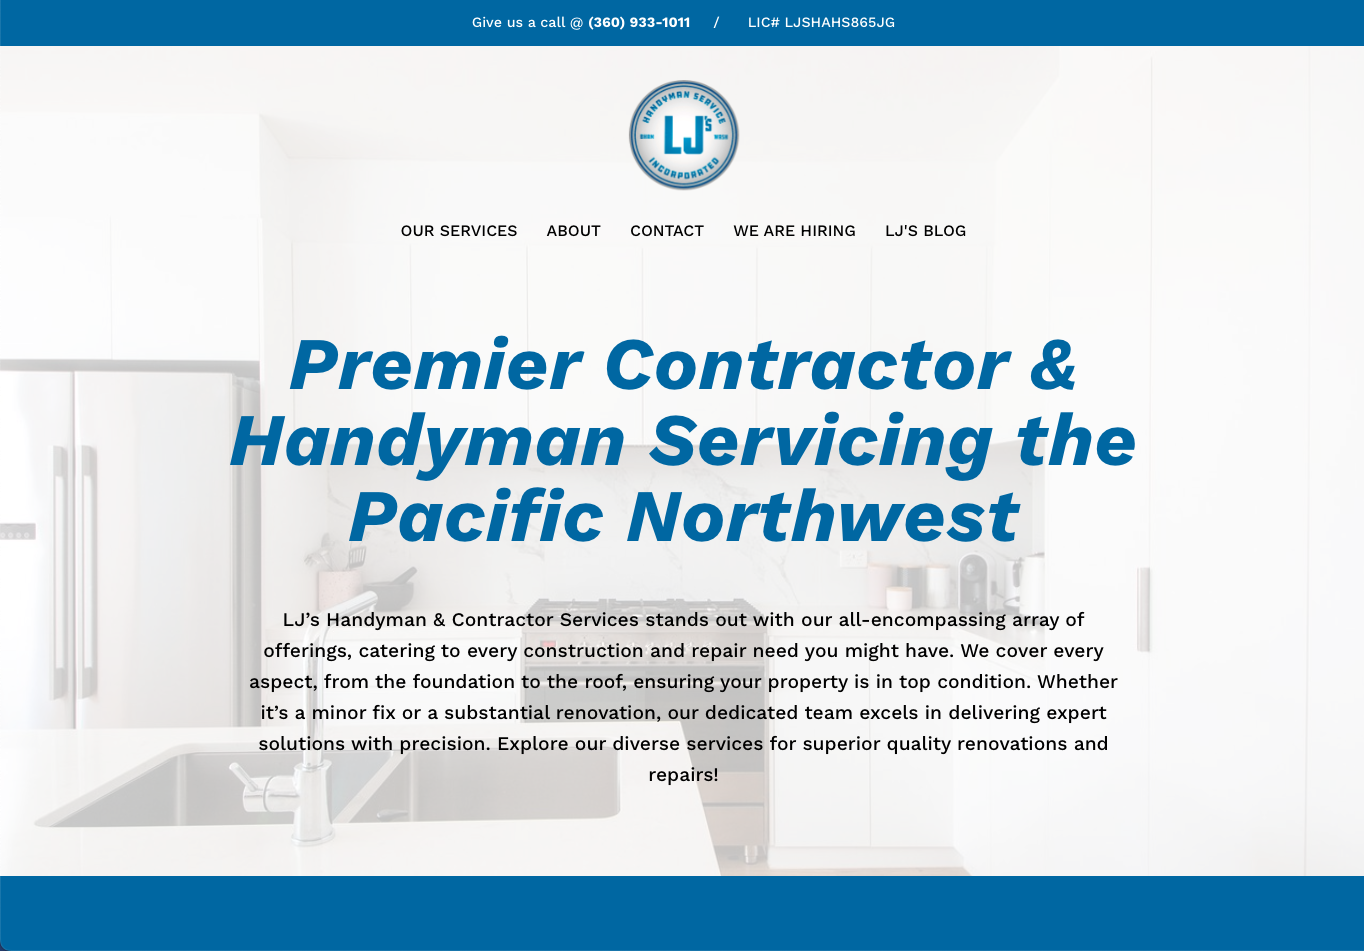 Give us a call @ (360) 933-1011 / LIC# LJSHAHS865JG
HANDYMAN SERVICE
LJ's
INCORPORATED
OUR SERVICES ABOUT CONTACT WE ARE HIRING LJ'S BLOG
Premier Contractor &
Handyman Servicing the
Pacific Northwest
LJ’s Handyman & Contractor Services stands out with our all-encompassing array of
offerings, catering to every construction and repair need you might have. We cover every
aspect, from the foundation to the roof, ensuring your property is in top condition. Whether
it’s a minor fix or a substantial renovation, our dedicated team excels in delivering expert
solutions with precision. Explore our diverse services for superior quality renovations and
repairs!